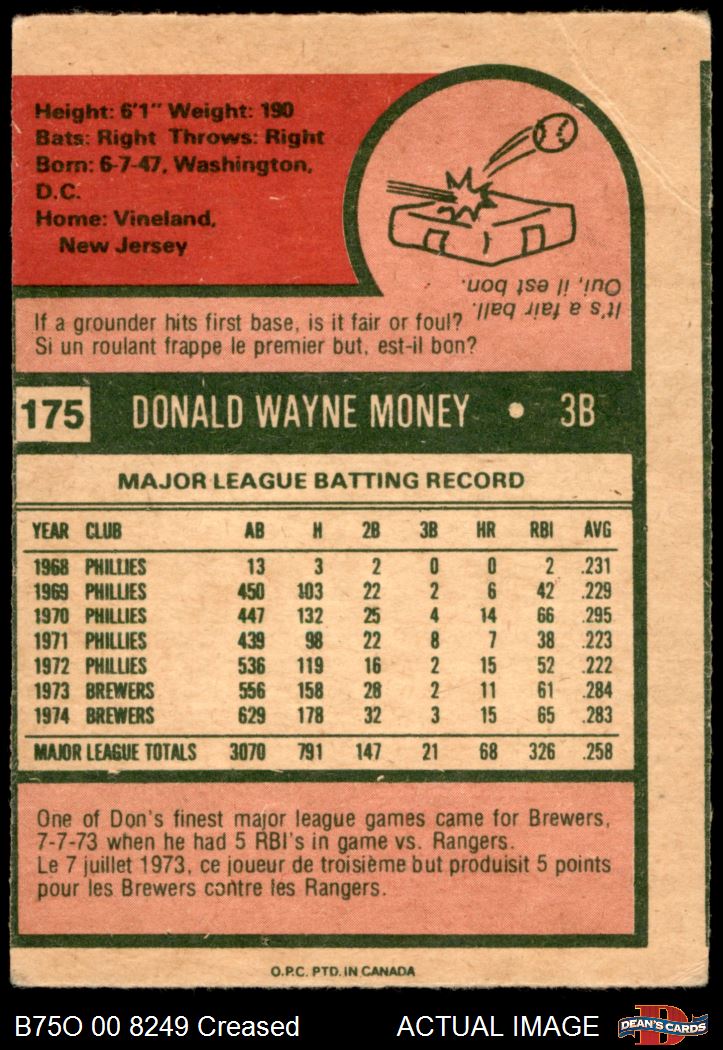 Height: 6'1" Weight: 190
Bats: Right Throws: Right
Born: 6-7-47, Washington,
D.C.
Home: Vineland,
New Jersey
If a grounder hits first base, is it fair or foul?
Si un roulant frappe le premier but, est-il bon?
It's a fair ball.
Oui, il est bon.
175 DONALD WAYNE MONEY • 3B
MAJOR LEAGUE BATTING RECORD
YEAR CLUB AB H 2B 3B HR RBI AVG
1968 PHILLIES 13 3 2 0 0 2 .231
1969 PHILLIES 450 103 22 2 6 42 .229
1970 PHILLIES 447 132 25 4 14 66 .295
1971 PHILLIES 439 98 22 8 7 38 .223
1972 PHILLIES 536 119 16 2 15 52 .222
1973 BREWERS 556 158 28 2 11 61 .284
1974 BREWERS 629 178 32 3 15 65 .283
MAJOR LEAGUE TOTALS 3070 791 147 21 68 326 .258
One of Don's finest major league games came for Brewers,
7-7-73 when he had 5 RBI's in game vs. Rangers.
Le 7 juillet 1973, ce joueur de troisième but produisit 5 points
pour les Brewers contre les Rangers.
O.P.C. PTD. IN CANADA
B75O 00 8249 Creased ACTUAL IMAGE
DEAN'S CARDS